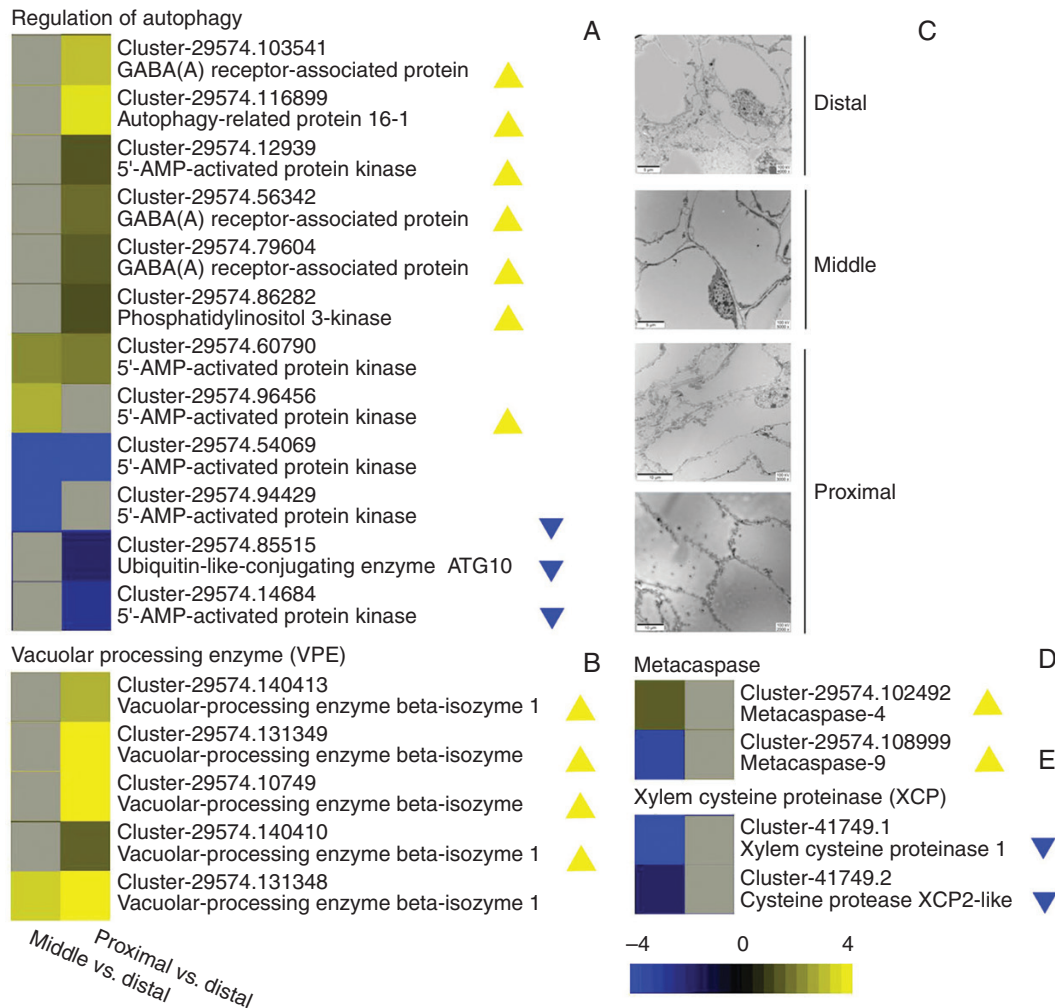 Regulation of autophagy
A
Cluster-29574.103541
GABA(A) receptor-associated protein
Cluster-29574.116899
Autophagy-related protein 16-1
Cluster-29574.12939
5'-AMP-activated protein kinase
Cluster-29574.56342
GABA(A) receptor-associated protein
Cluster-29574.79604
GABA(A) receptor-associated protein
Cluster-29574.86282
Phosphatidylinositol 3-kinase
Cluster-29574.60790
5'-AMP-activated protein kinase
Cluster-29574.96456
5'-AMP-activated protein kinase
Cluster-29574.54069
5'-AMP-activated protein kinase
Cluster-29574.94429
5'-AMP-activated protein kinase
Cluster-29574.85515
Ubiquitin-like-conjugating enzyme ATG10
Cluster-29574.14684
5'-AMP-activated protein kinase
C
Distal
Middle
Proximal
Vacuolar processing enzyme (VPE)
B
Cluster-29574.140413
Vacuolar-processing enzyme beta-isozyme 1
Cluster-29574.131349
Vacuolar-processing enzyme beta-isozyme
Cluster-29574.10749
Vacuolar-processing enzyme beta-isozyme
Cluster-29574.140410
Vacuolar-processing enzyme beta-isozyme 1
Cluster-29574.131348
Vacuolar-processing enzyme beta-isozyme 1
Middle vs. distal
Proximal vs. distal
Metacaspase
D
Cluster-29574.102492
Metacaspase-4
Cluster-29574.108999
Metacaspase-9
E
Xylem cysteine proteinase (XCP)
Cluster-41749.1
Xylem cysteine proteinase 1
Cluster-41749.2
Cysteine protease XCP2-like
−4 0 4